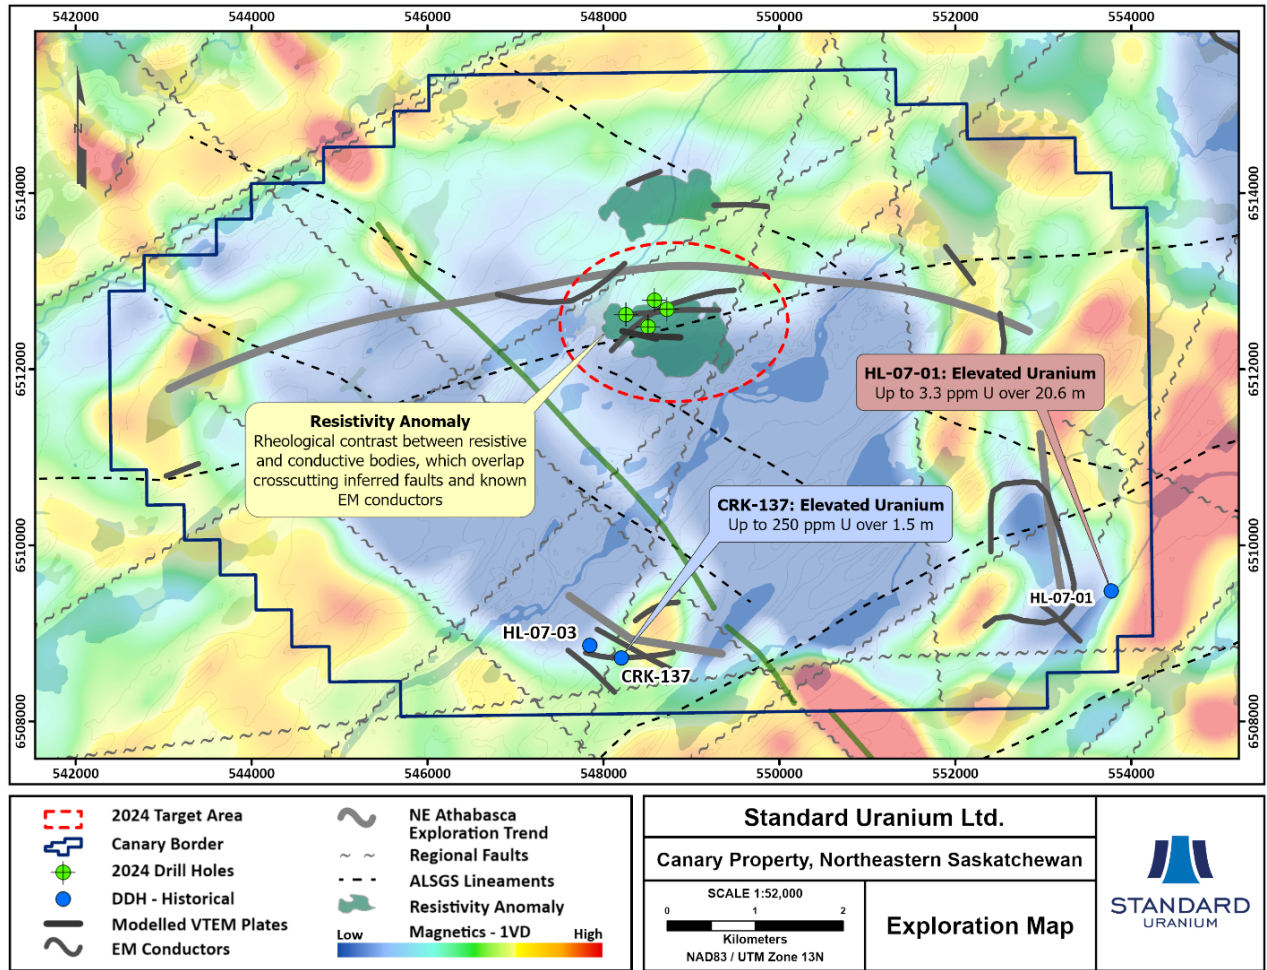 542000
544000
546000
548000
550000
552000
554000
6514000
6514000
6512000
6512000
6510000
6510000
6508000
6508000
N
HL-07-01: Elevated Uranium
Up to 3.3 ppm U over 20.6 m
Resistivity Anomaly
Rheological contrast between resistive
and conductive bodies, which overlap
crosscutting inferred faults and known
EM conductors
CRK-137: Elevated Uranium
Up to 250 ppm U over 1.5 m
HL-07-01
HL-07-03
CRK-137
542000
544000
546000
548000
550000
552000
554000
2024 Target Area
Canary Border
2024 Drill Holes
DDH - Historical
Modelled VTEM Plates
EM Conductors
NE Athabasca
Exploration Trend
Regional Faults
ALSGS Lineaments
Resistivity Anomaly
Magnetics - 1VD
Low
High
Standard Uranium Ltd.
Canary Property, Northeastern Saskatchewan
SCALE 1:52,000
0 1 2
Kilometers
NAD83 / UTM Zone 13N
Exploration Map
STANDARD
URANIUM